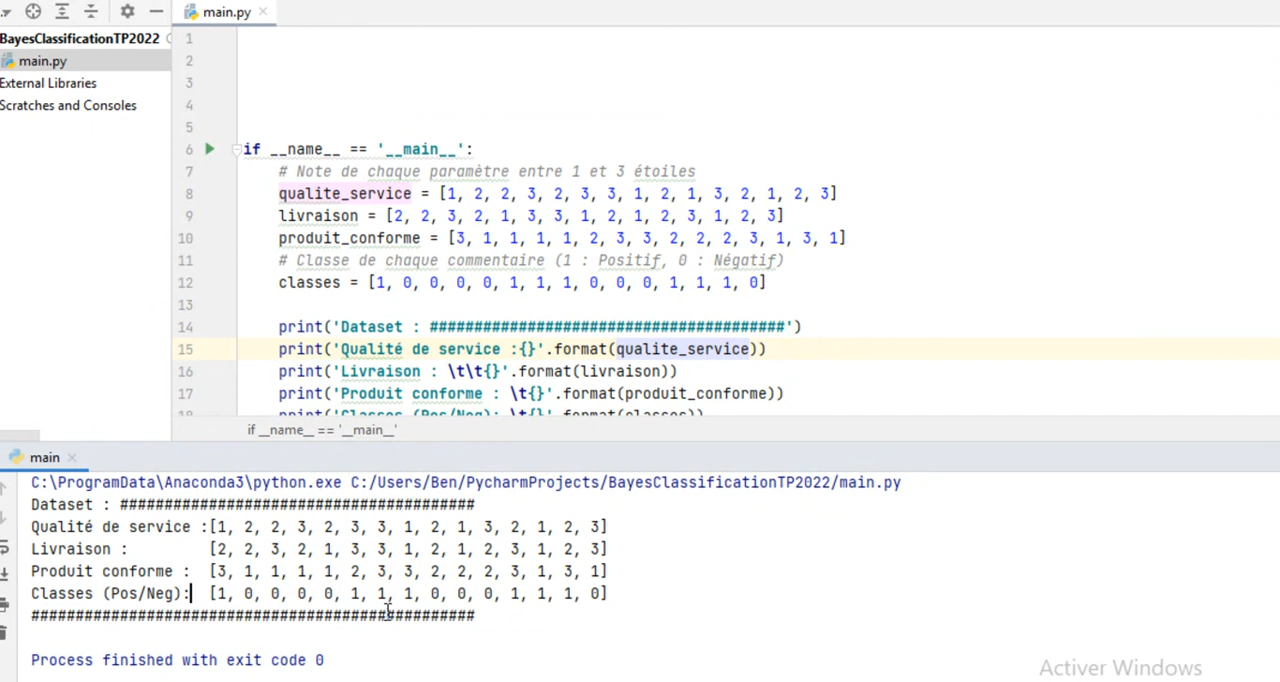 main.py
BayesClassificationTP2022
main.py
External Libraries
Scratches and Consoles
1
2
3
4
5
6 if __name__ == '__main__':
7 # Note de chaque paramètre entre 1 et 3 étoiles
8 qualite_service = [1, 2, 2, 3, 2, 3, 3, 1, 2, 1, 3, 2, 1, 2, 3]
9 livraison = [2, 2, 3, 2, 1, 3, 3, 1, 2, 1, 2, 3, 1, 2, 3]
10 produit_conforme = [3, 1, 1, 1, 1, 2, 3, 3, 2, 2, 2, 3, 1, 3, 1]
11 # Classe de chaque commentaire (1 : Positif, 0 : Négatif)
12 classes = [1, 0, 0, 0, 0, 1, 1, 1, 0, 0, 0, 1, 1, 1, 0]
13
14 print('Dataset : ########################################')
15 print('Qualité de service :{}'.format(qualite_service))
16 print('Livraison : \t\t{}'.format(livraison))
17 print('Produit conforme : \t{}'.format(produit_conforme))
18 print('Classes (Pos/Neg): \t{}'.format(classes))
if __name__ == '__main__'
main
C:\ProgramData\Anaconda3\python.exe C:/Users/Ben/PycharmProjects/BayesClassificationTP2022/main.py
Dataset : ########################################
Qualité de service :[1, 2, 2, 3, 2, 3, 3, 1, 2, 1, 3, 2, 1, 2, 3]
Livraison : [2, 2, 3, 2, 1, 3, 3, 1, 2, 1, 2, 3, 1, 2, 3]
Produit conforme : [3, 1, 1, 1, 1, 2, 3, 3, 2, 2, 2, 3, 1, 3, 1]
Classes (Pos/Neg): [1, 0, 0, 0, 0, 1, 1, 1, 0, 0, 0, 1, 1, 1, 0]
##################################################
Process finished with exit code 0
Activer Windows